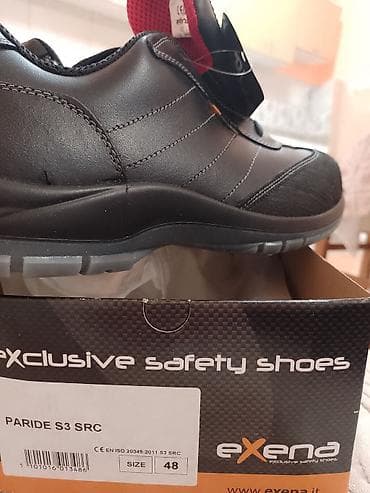 exclusive safety shoes
PARIDE S3 SRC
CE EN ISO 20345:2011 S3 SRC
SIZE 48
exena
exclusive safety shoes
www.exena.it